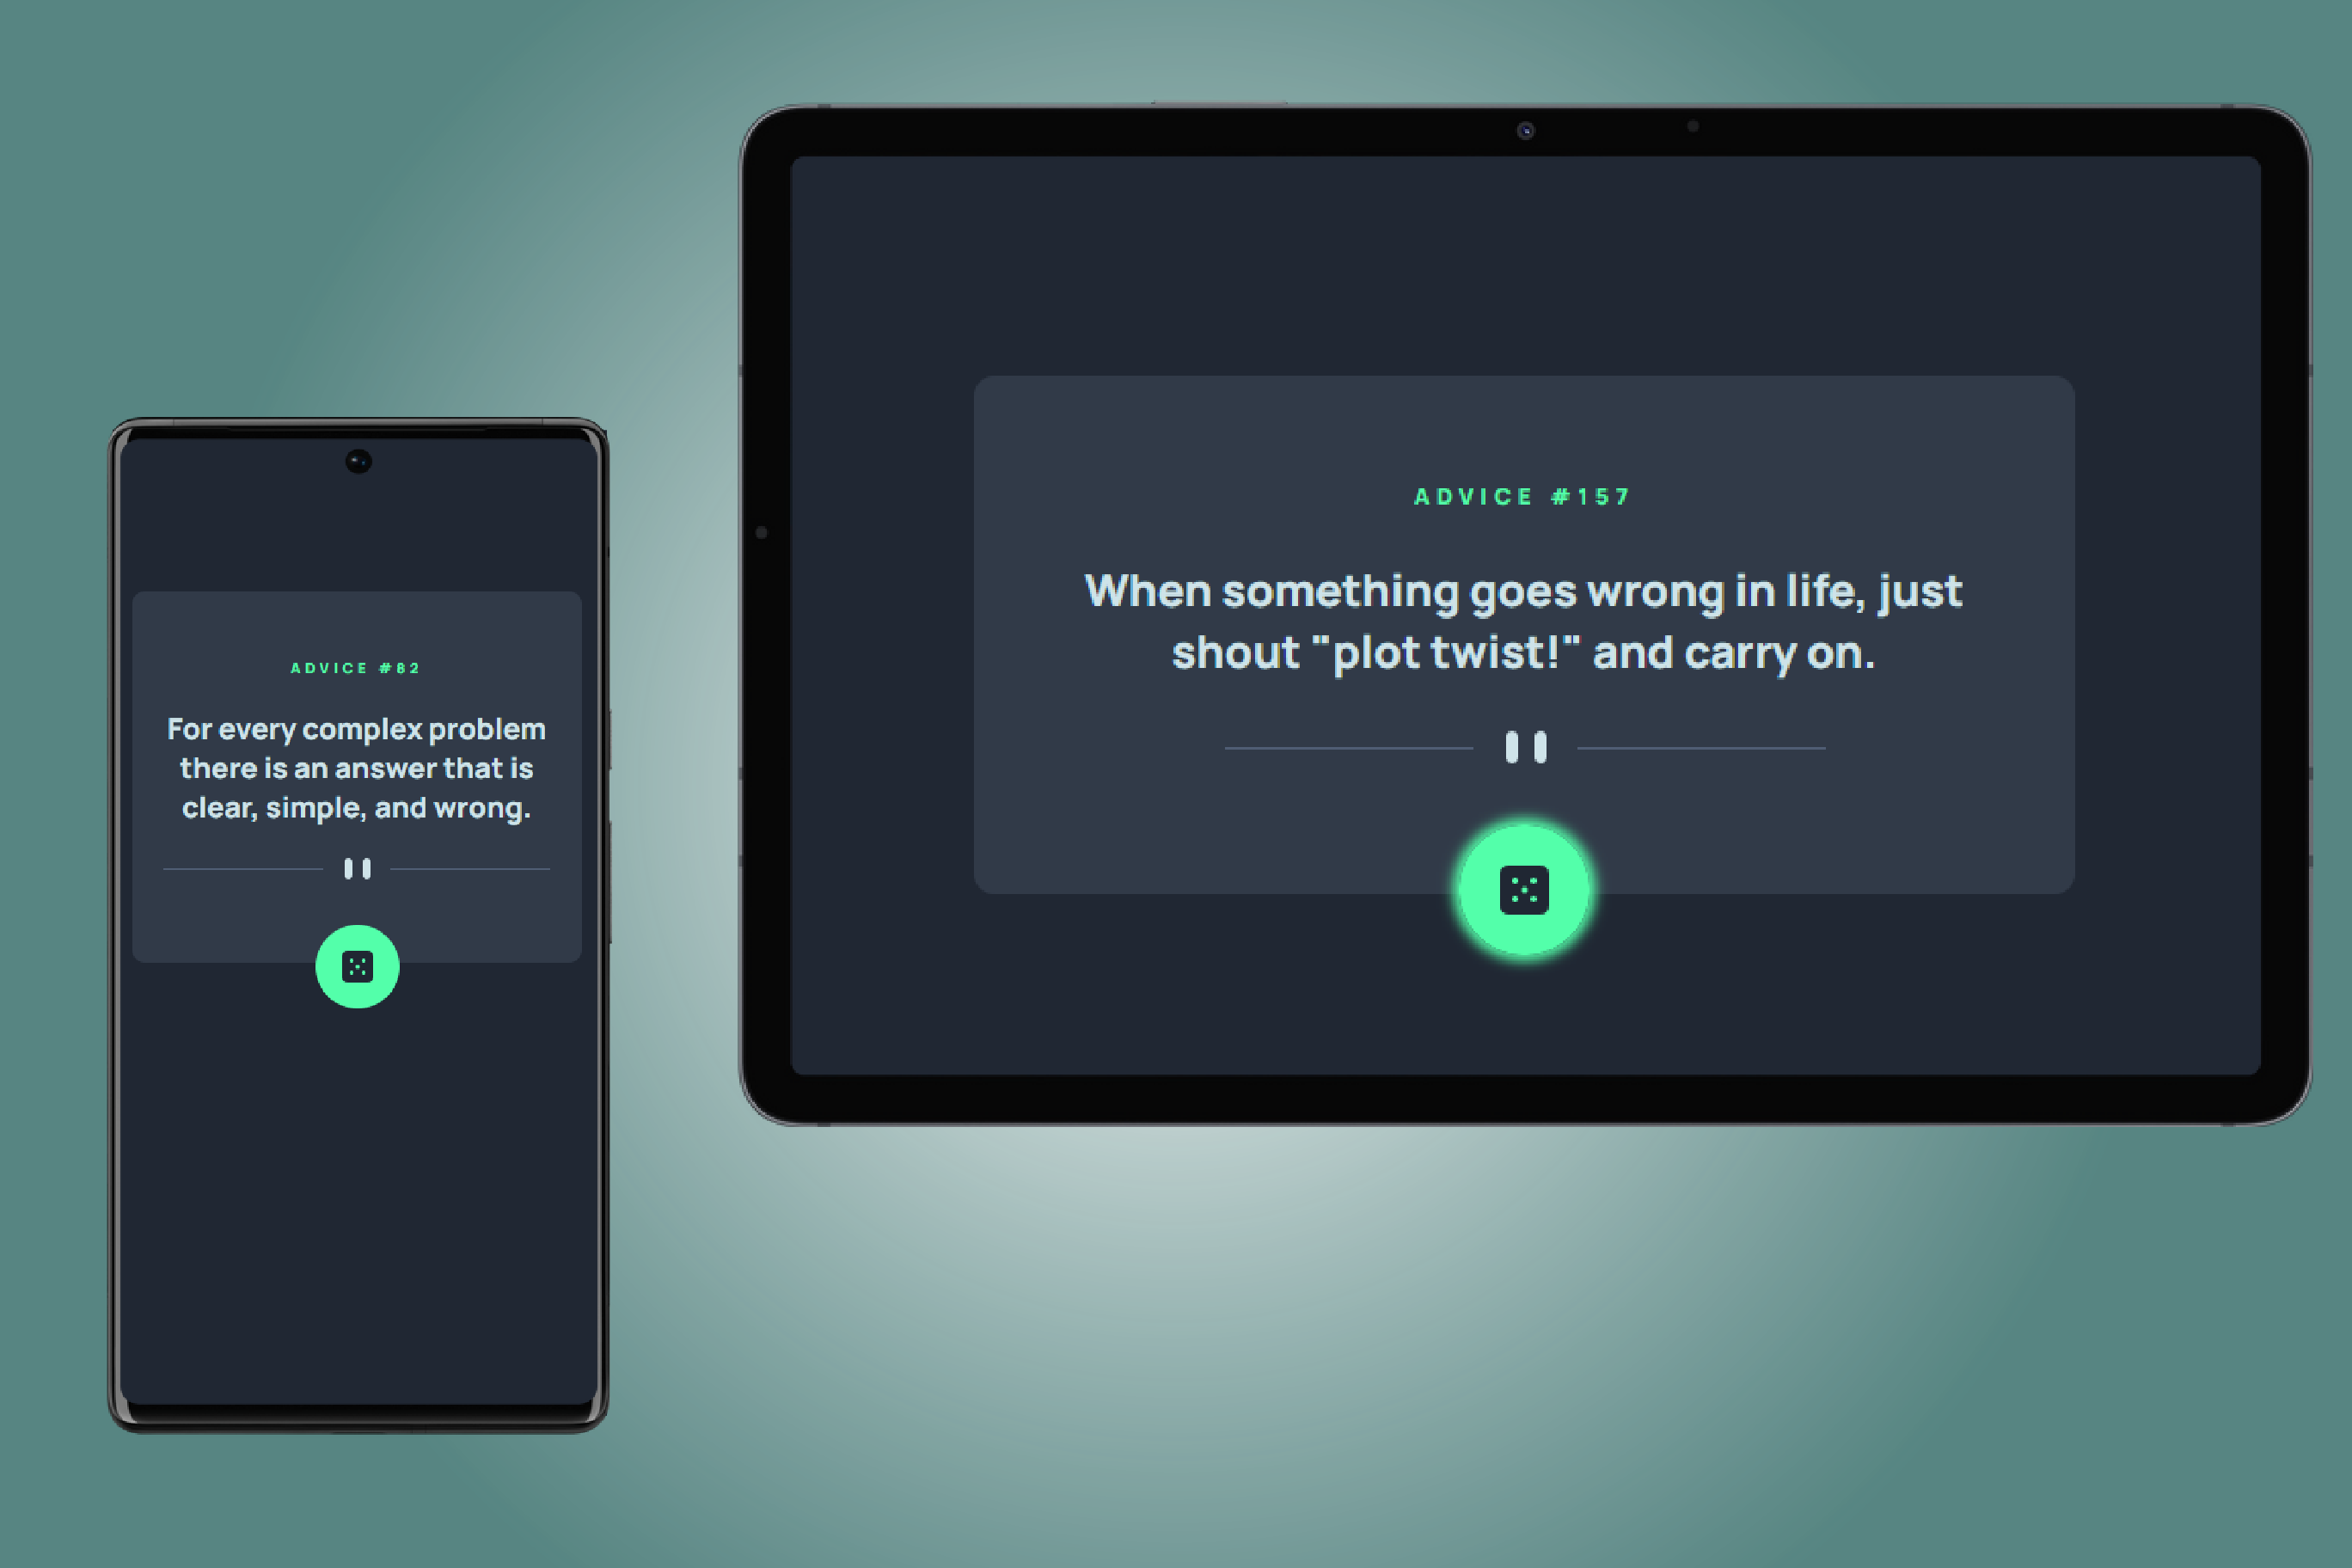 ADVICE #82
For every complex problem
there is an answer that is
clear, simple, and wrong.
ADVICE #157
When something goes wrong in life, just
shout "plot twist!" and carry on.